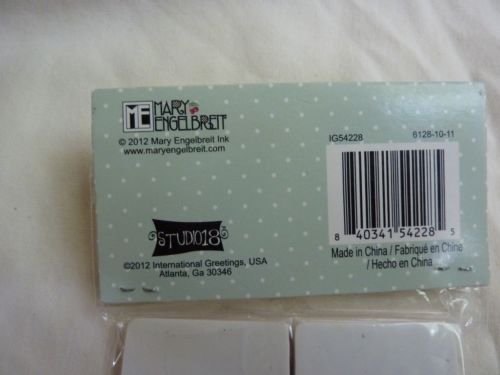 ME MARY
ENGELBREIT
© 2012 Mary Engelbreit Ink
www.maryengelbreit.com
IG54228 6128-10-11
8 40341 54228 5
Made in China / Fabriqué en Chine
/ Hecho en China
STUDIO18
©2012 International Greetings, USA
Atlanta, Ga 30346